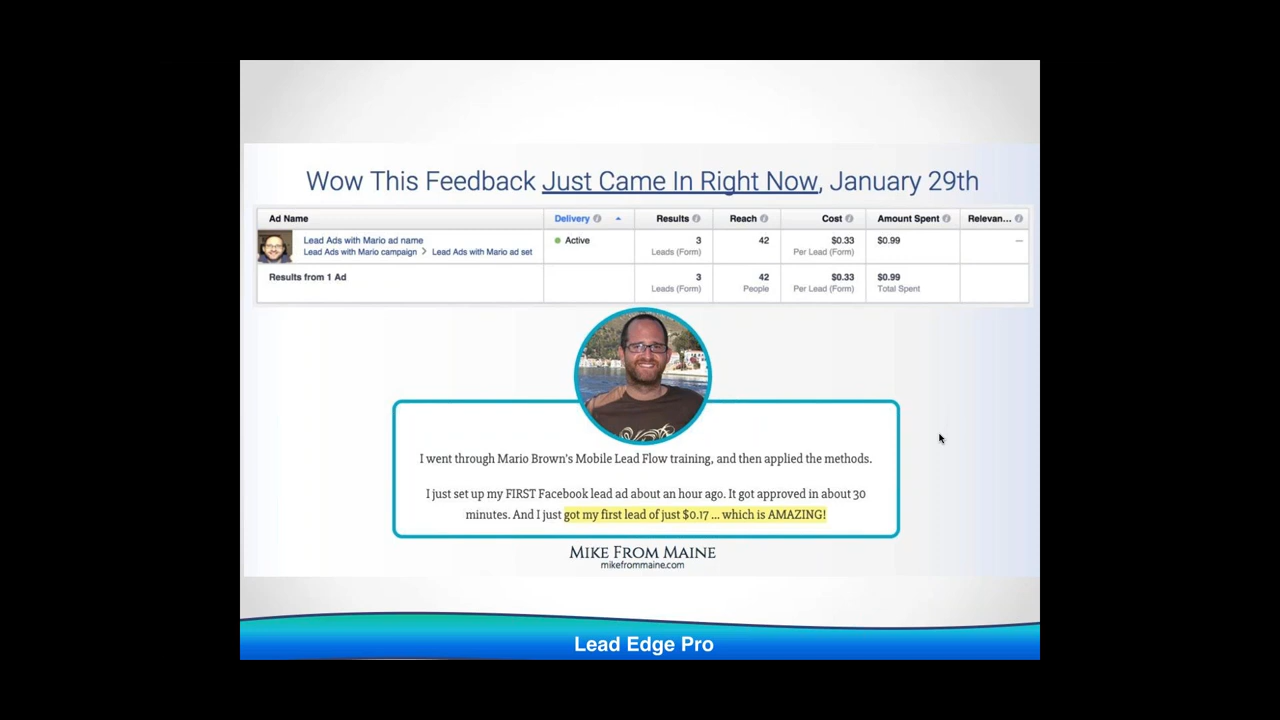 Wow This Feedback Just Came In Right Now, January 29th
Ad Name Delivery Results Reach Cost Amount Spent Relevan...
Lead Ads with Mario ad name Active 3 42 $0.33 $0.99 —
Lead Ads with Mario campaign > Lead Ads with Mario ad set Leads (Form) Per Lead (Form)
Results from 1 Ad 3 42 $0.33 $0.99
Leads (Form) People Per Lead (Form) Total Spent
I went through Mario Brown's Mobile Lead Flow training, and then applied the methods.
I just set up my FIRST Facebook lead ad about an hour ago. It got approved in about 30
minutes. And I just got my first lead of just $0.17 ... which is AMAZING!
Mike From Maine
mikefrommaine.com
Lead Edge Pro